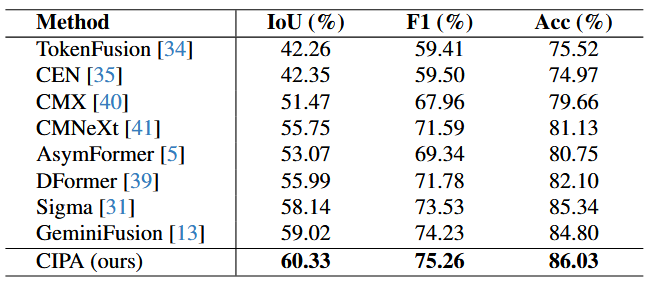 Method IoU (%) F1 (%) Acc (%)
TokenFusion [34] 42.26 59.41 75.52
CEN [35] 42.35 59.50 74.97
CMX [40] 51.47 67.96 79.66
CMNeXt [41] 55.75 71.59 81.13
AsymFormer [5] 53.07 69.34 80.75
DFormer [39] 55.99 71.78 82.10
Sigma [31] 58.14 73.53 85.34
GeminiFusion [13] 59.02 74.23 84.80
CIPA (ours) 60.33 75.26 86.03